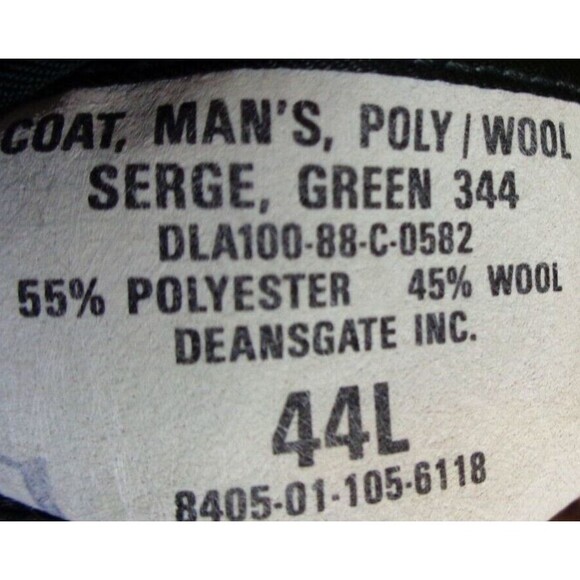 COAT, MAN'S, POLY/WOOL
SERGE, GREEN 344
DLA100-88-C-0582
55% POLYESTER 45% WOOL
DEANSGATE INC.
44L
8405-01-105-6118